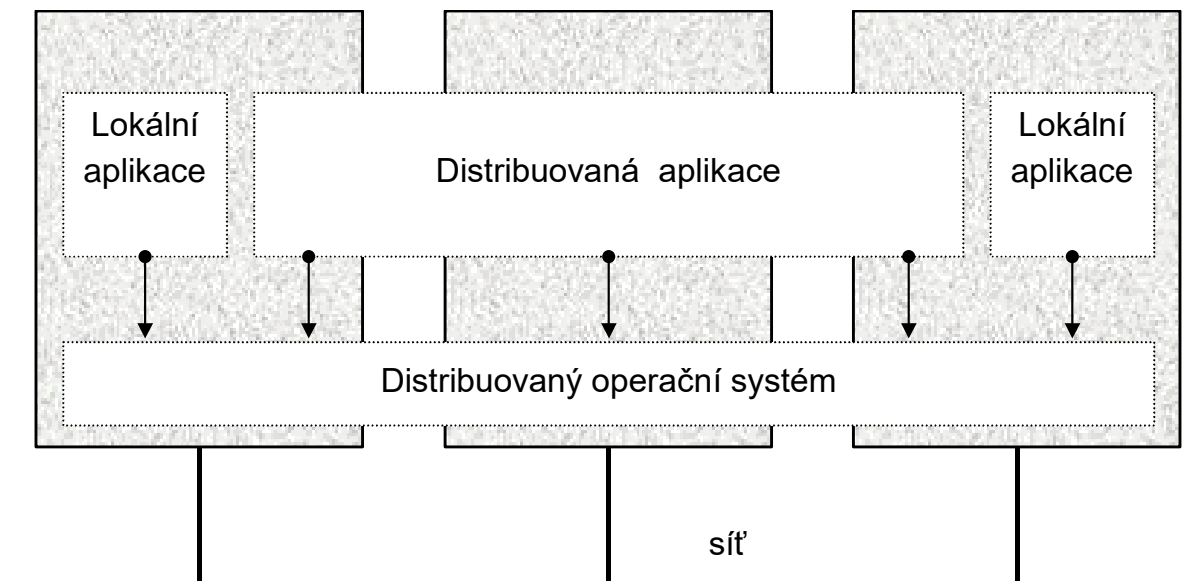 Lokální
aplikace
Distribuovaná aplikace
Lokální
aplikace
Distribuovaný operační systém
síť